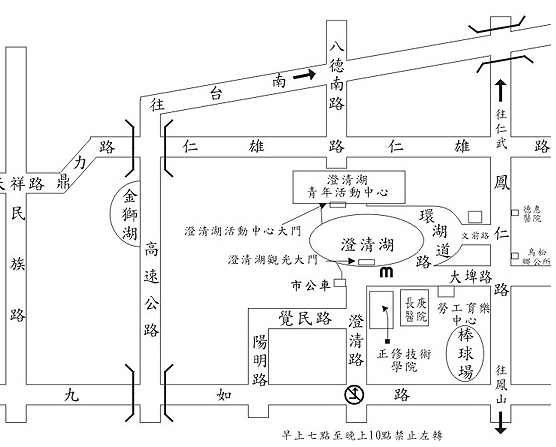 往台南
八德南路
往仁武
鼎力路
仁雄路
仁雄路
天祥路
民族路
金獅湖
高速公路
澄清湖
青年活動中心
澄清湖活動中心大門
澄清湖
澄清湖觀光大門
環湖道路
文前路
鳳仁路
德惠
醫院
鳥松
鄉公所
大埤路
市公車
覺民路
陽明路
澄清路
長庚
醫院
正修技術
學院
勞工育樂
中心
棒球場
九如路
往鳳山
早上七點至晚上10點禁止左轉